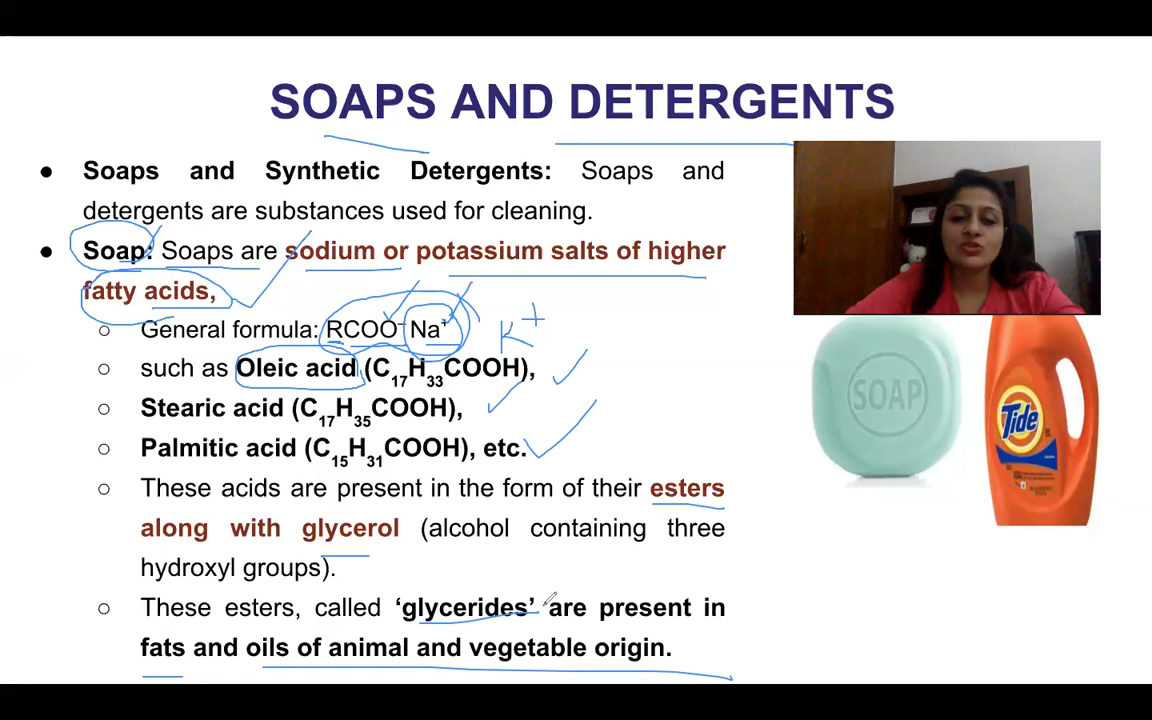 SOAPS AND DETERGENTS
● Soaps and Synthetic Detergents: Soaps and
detergents are substances used for cleaning.
● Soap: Soaps are sodium or potassium salts of higher
fatty acids,
○ General formula: RCOO⁻ Na⁺ K⁺
○ such as Oleic acid (C₁₇H₃₃COOH),
○ Stearic acid (C₁₇H₃₅COOH),
○ Palmitic acid (C₁₅H₃₁COOH), etc.
○ These acids are present in the form of their esters
along with glycerol (alcohol containing three
hydroxyl groups).
○ These esters, called ‘glycerides’ are present in
fats and oils of animal and vegetable origin.
SOAP
Tide